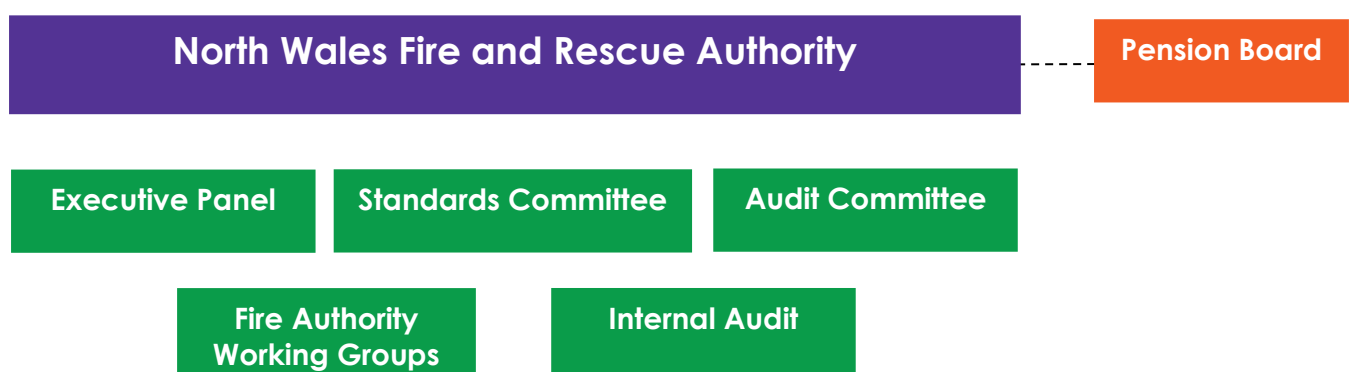 North Wales Fire and Rescue Authority
Pension Board
Executive Panel
Standards Committee
Audit Committee
Fire Authority
Working Groups
Internal Audit